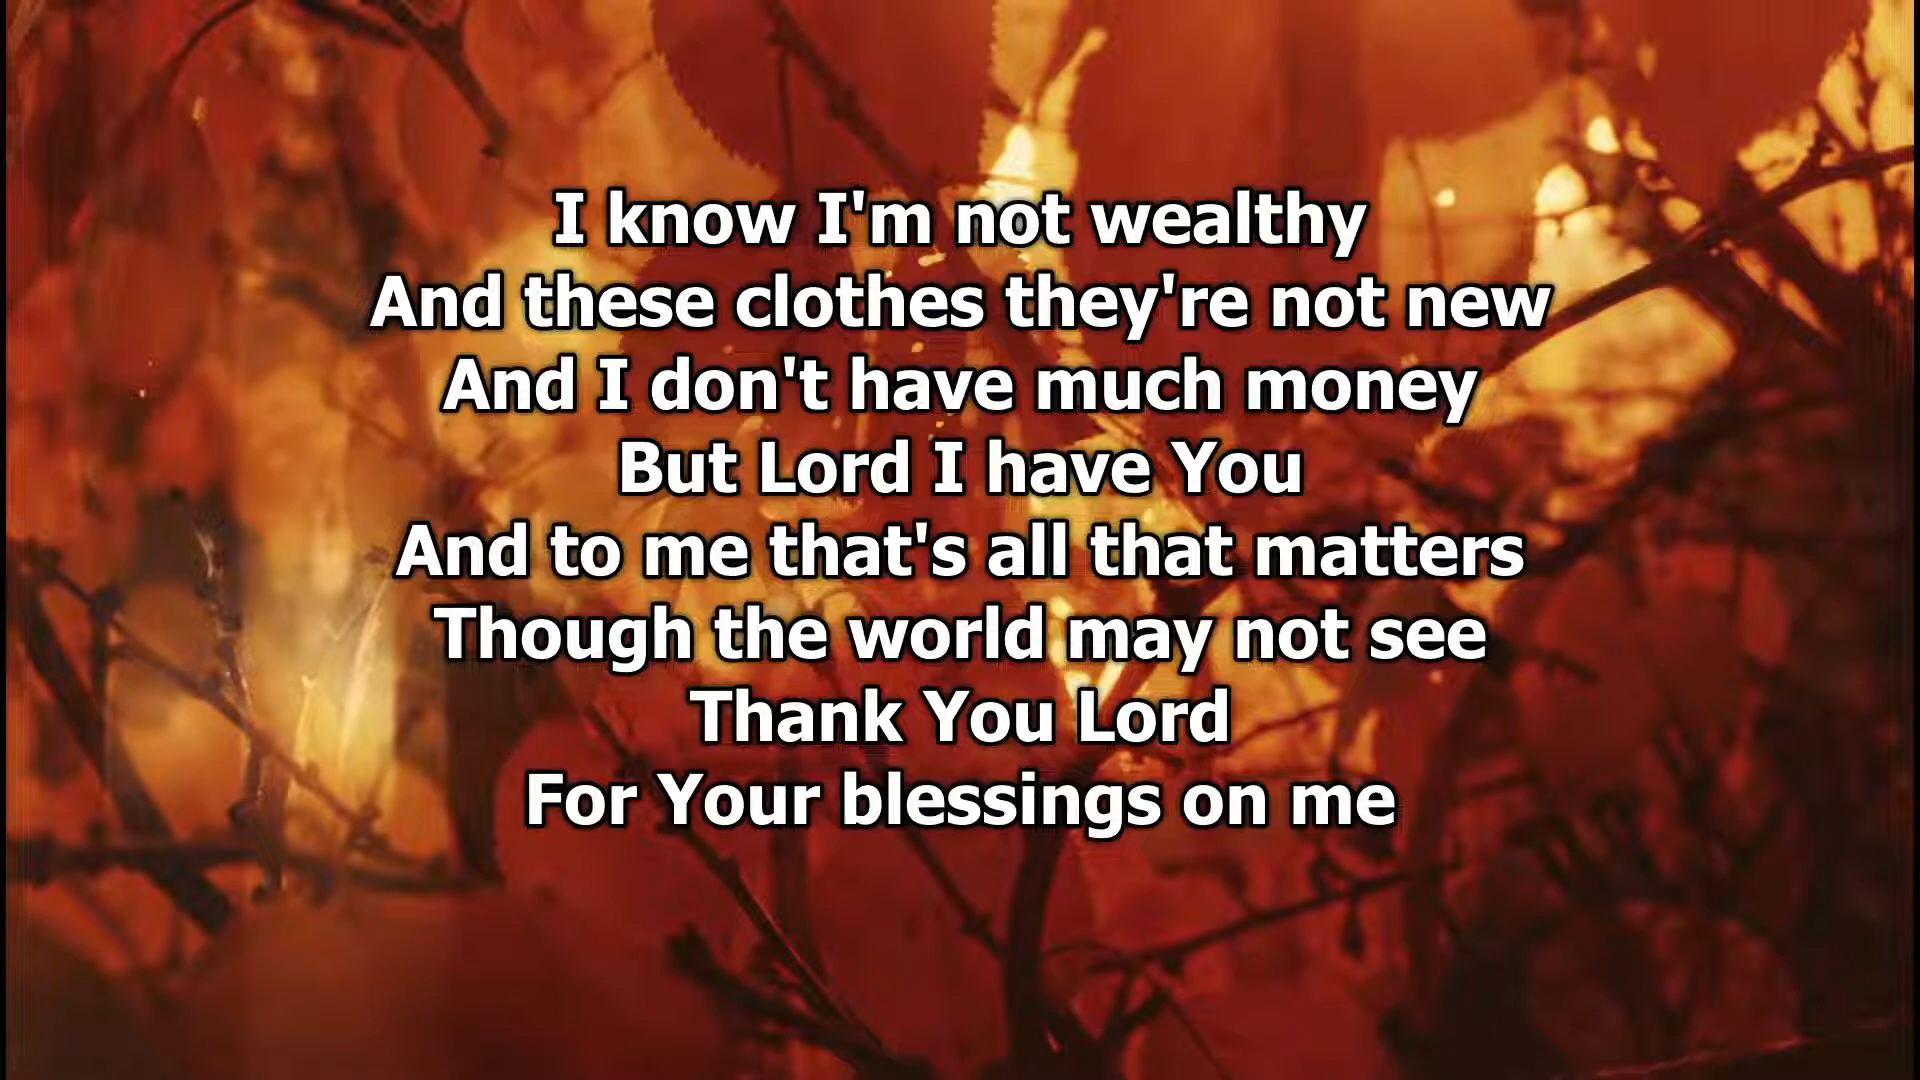 I know I'm not wealthy
And these clothes they're not new
And I don't have much money
But Lord I have You
And to me that's all that matters
Though the world may not see
Thank You Lord
For Your blessings on me